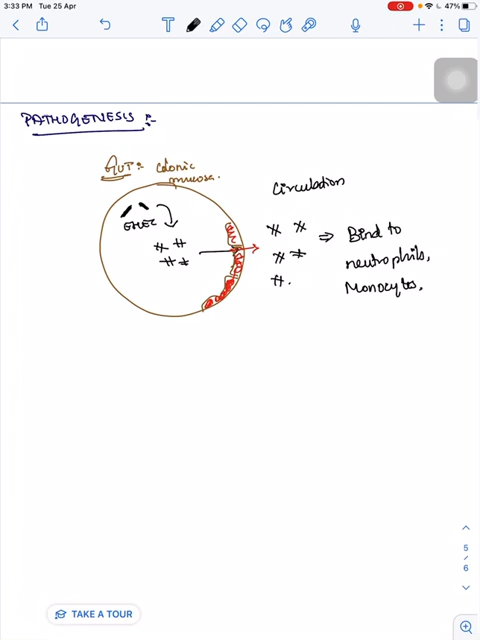 3:33 PM Tue 25 Apr
47%
PATHOGENESIS :-
GUT :- Colonic
mucosa.
Circulation
EHEC
⇒ Bind to
neutrophils,
Monocytes,
5
/
6
TAKE A TOUR